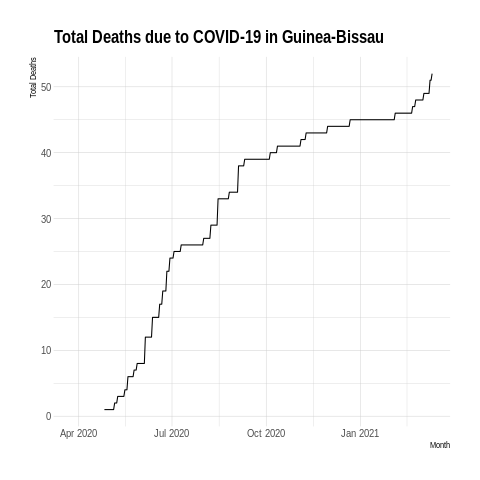 Total Deaths due to COVID-19 in Guinea-Bissau
Total Deaths
50
40
30
20
10
0
Apr 2020 Jul 2020 Oct 2020 Jan 2021
Month